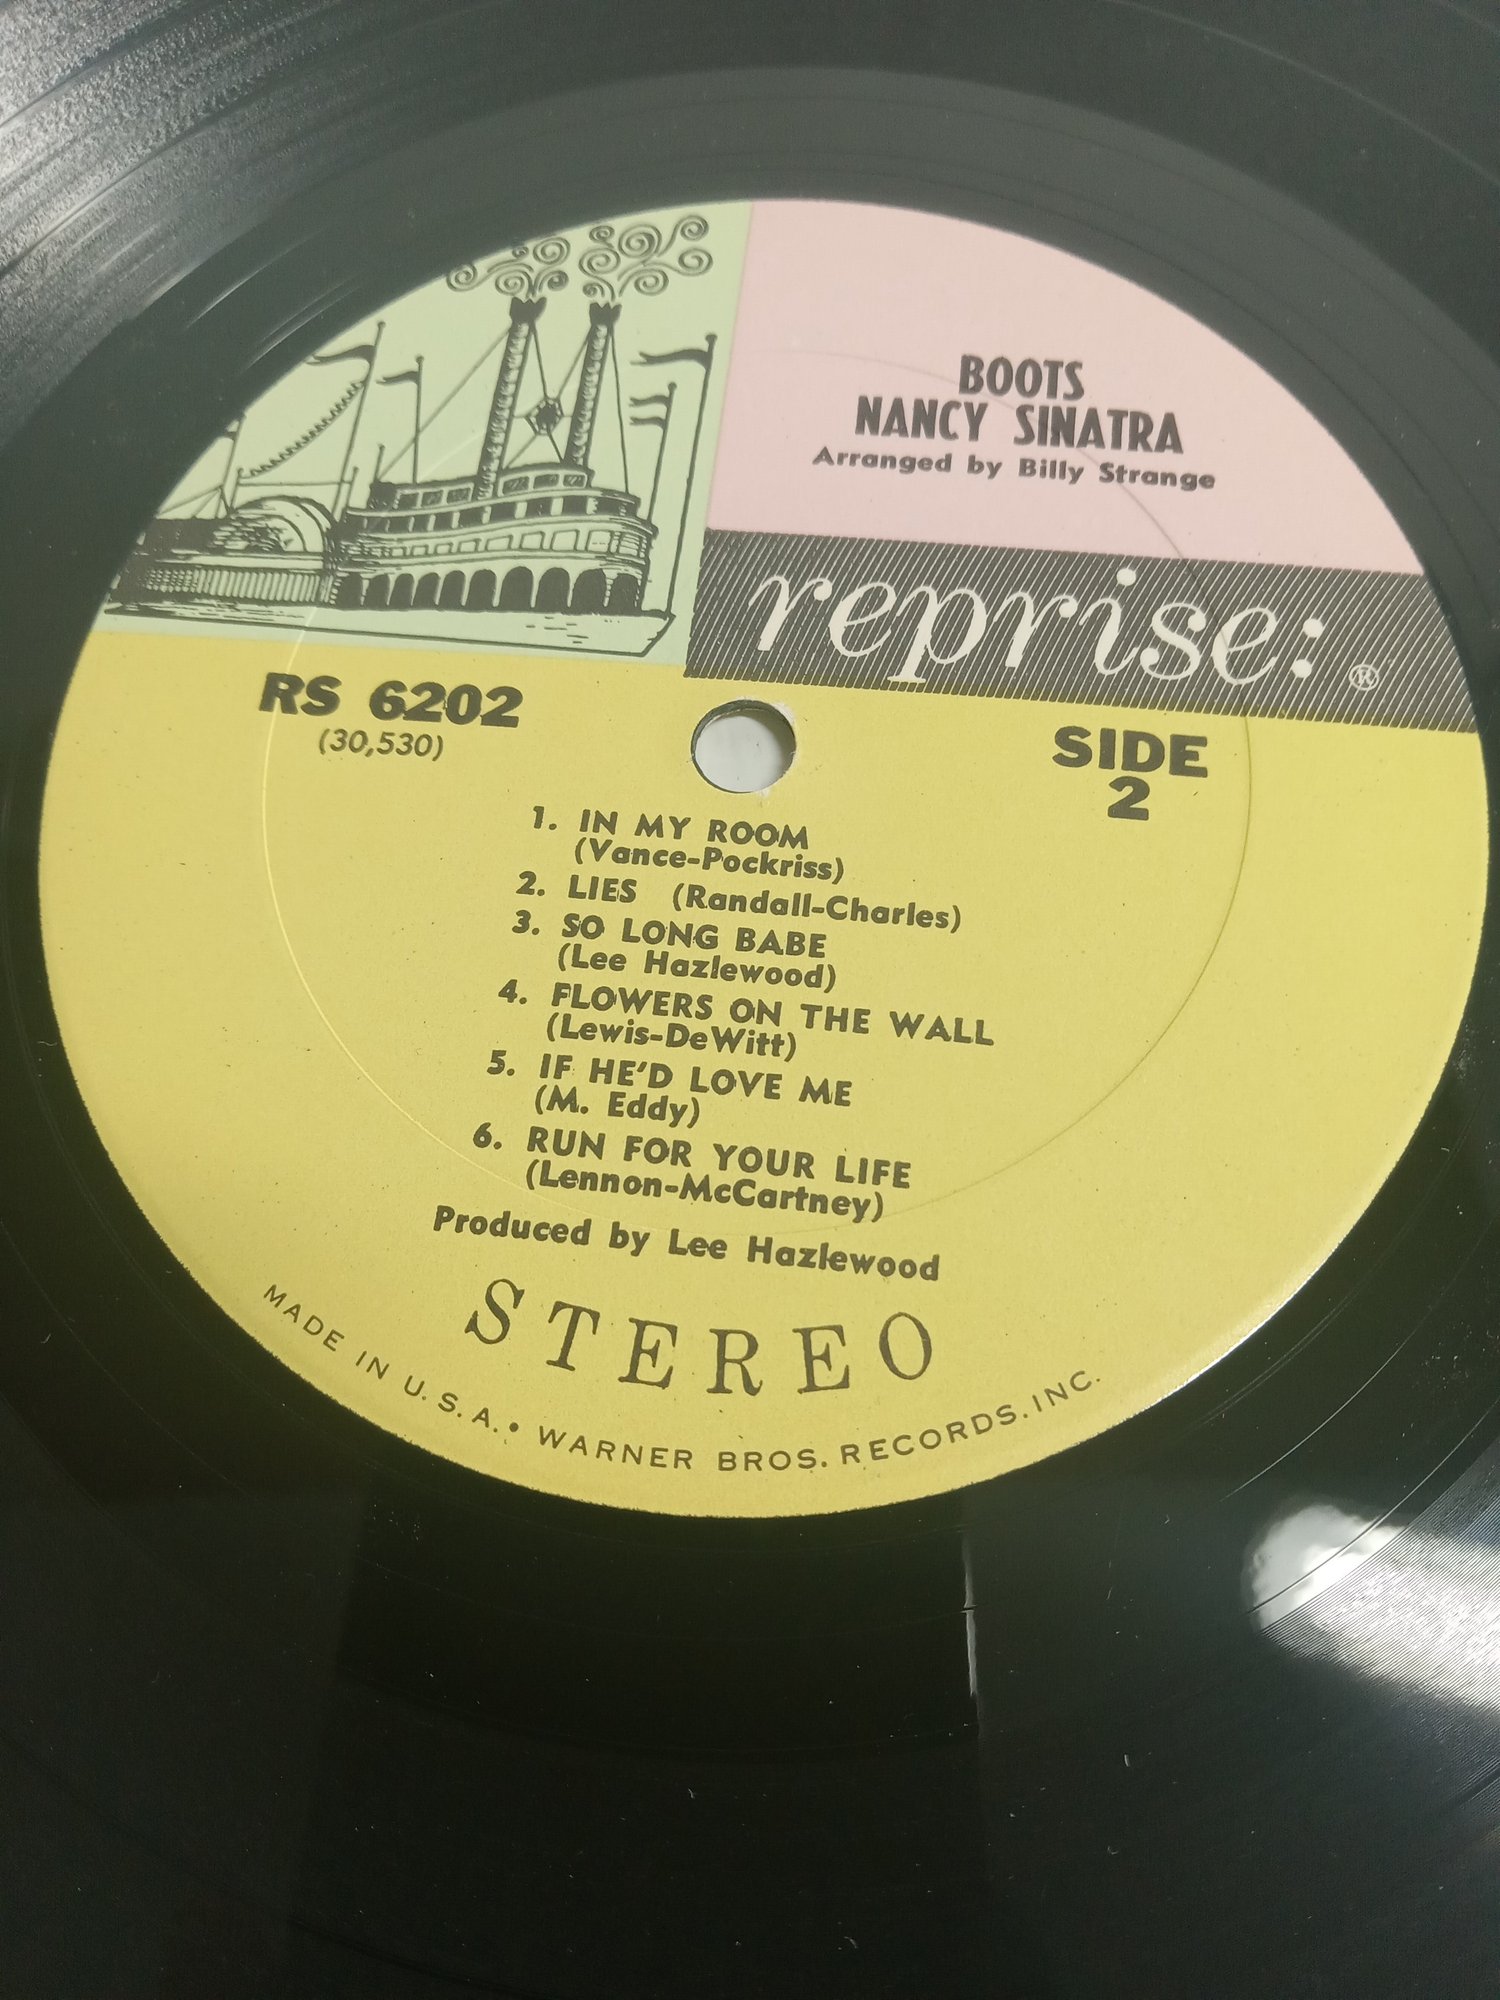 BOOTS
NANCY SINATRA
Arranged by Billy Strange
reprise: ®
RS 6202
(30,530)
SIDE
2
1. IN MY ROOM
(Vance-Pockriss)
2. LIES (Randall-Charles)
3. SO LONG BABE
(Lee Hazlewood)
4. FLOWERS ON THE WALL
(Lewis-DeWitt)
5. IF HE'D LOVE ME
(M. Eddy)
6. RUN FOR YOUR LIFE
(Lennon-McCartney)
Produced by Lee Hazlewood
STEREO
MADE IN U.S.A. • WARNER BROS. RECORDS. INC.